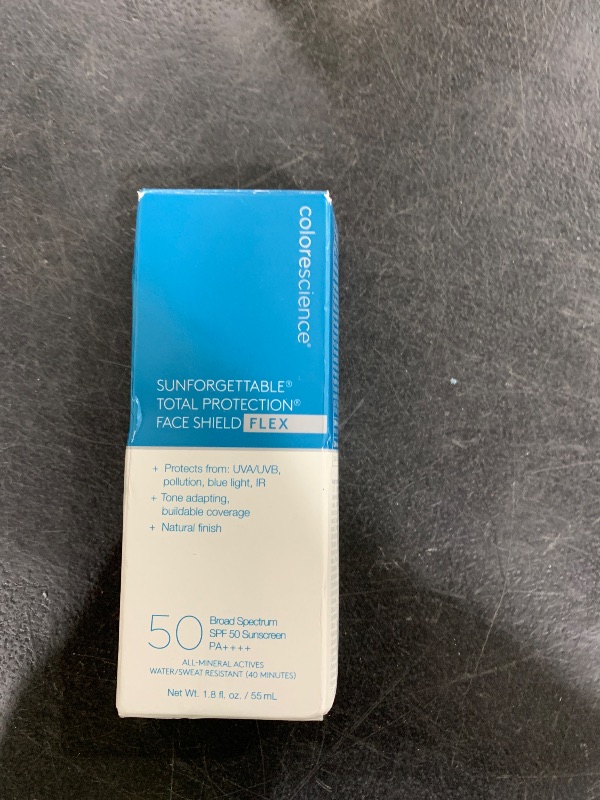 colorescience®
SUNFORGETTABLE®
TOTAL PROTECTION®
FACE SHIELD FLEX
+ Protects from: UVA/UVB,
pollution, blue light, IR
+ Tone adapting,
buildable coverage
+ Natural finish
50
Broad Spectrum
SPF 50 Sunscreen
PA++++
ALL-MINERAL ACTIVES
WATER/SWEAT RESISTANT (40 MINUTES)
Net Wt. 1.8 fl. oz. / 55 mL